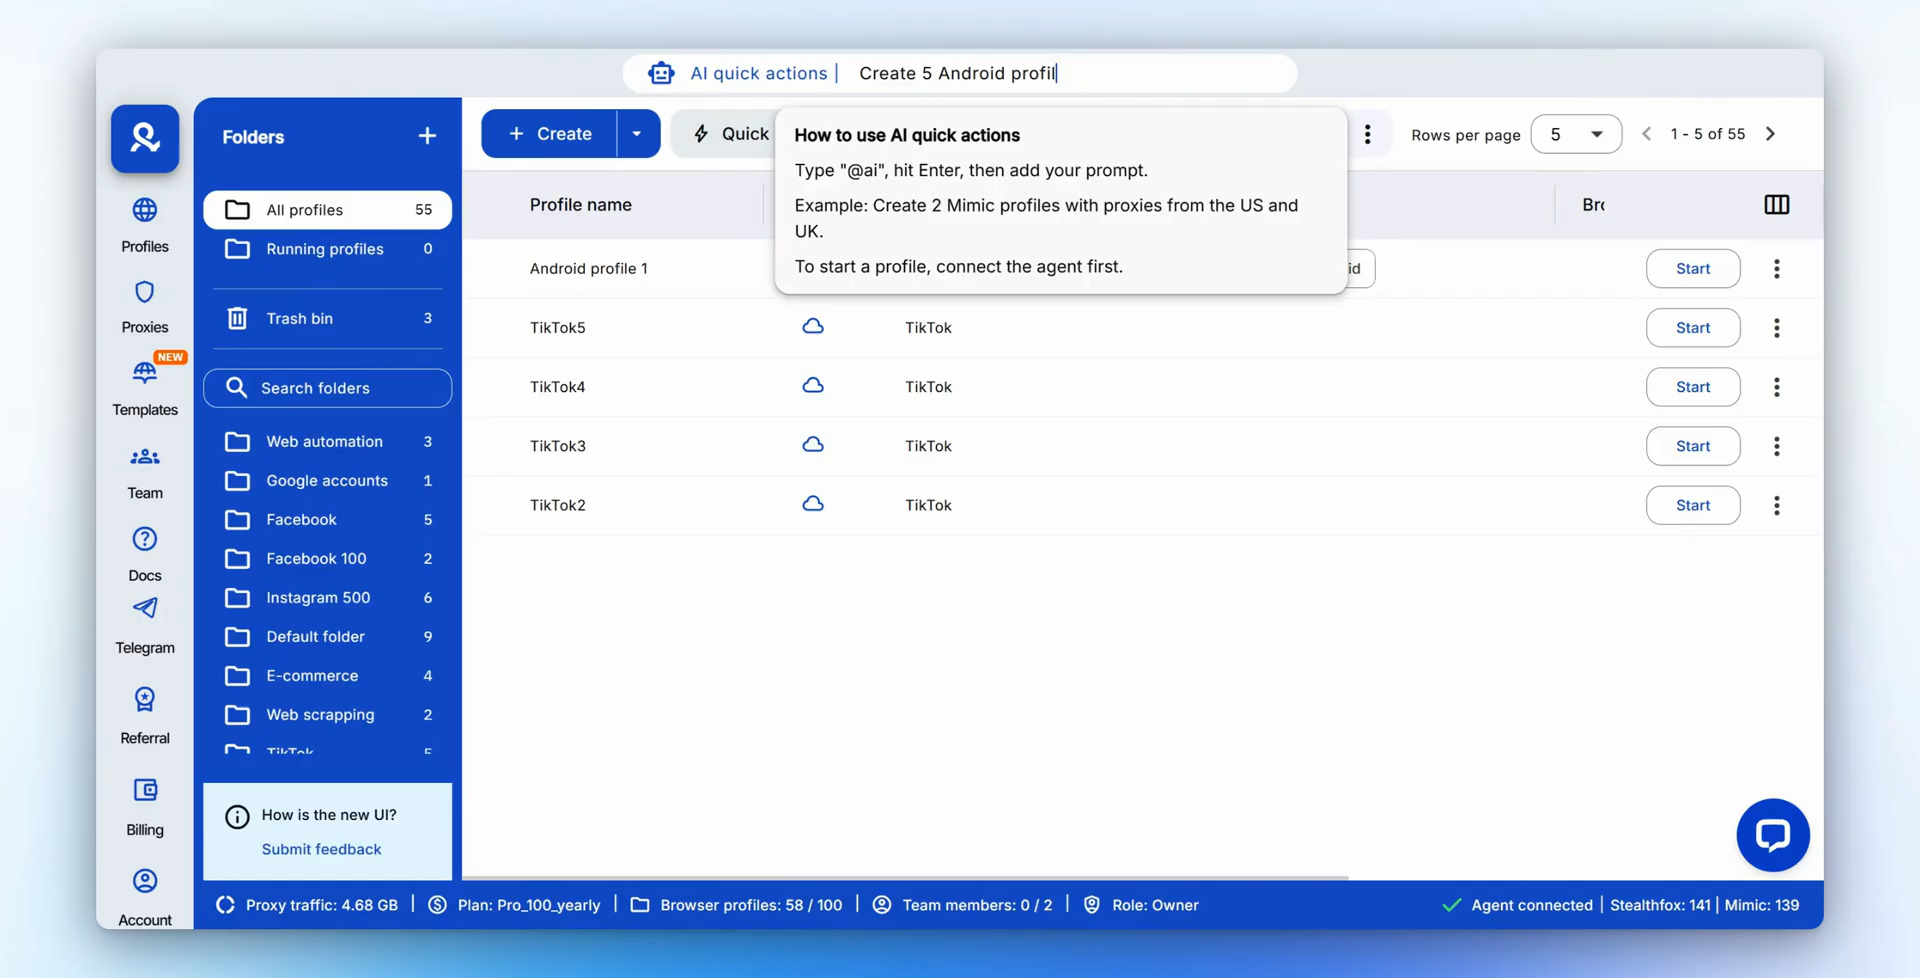 AI quick actions | Create 5 Android profil
Folders
+ Create
Quick
How to use AI quick actions
Type "@ai", hit Enter, then add your prompt.
Example: Create 2 Mimic profiles with proxies from the US and
UK.
To start a profile, connect the agent first.
Rows per page 5
1 - 5 of 55
Profiles
Proxies
NEW
Templates
Team
Docs
Telegram
Referral
Billing
Account
All profiles 55
Running profiles 0
Trash bin 3
Search folders
Web automation 3
Google accounts 1
Facebook 5
Facebook 100 2
Instagram 500 6
Default folder 9
E-commerce 4
Web scrapping 2
TikTok 5
How is the new UI?
Submit feedback
Profile name
Android profile 1 id Start
TikTok5 TikTok Start
TikTok4 TikTok Start
TikTok3 TikTok Start
TikTok2 TikTok Start
Proxy traffic: 4.68 GB | Plan: Pro_100_yearly | Browser profiles: 58 / 100 | Team members: 0 / 2 | Role: Owner
Agent connected | Stealthfox: 141 | Mimic: 139